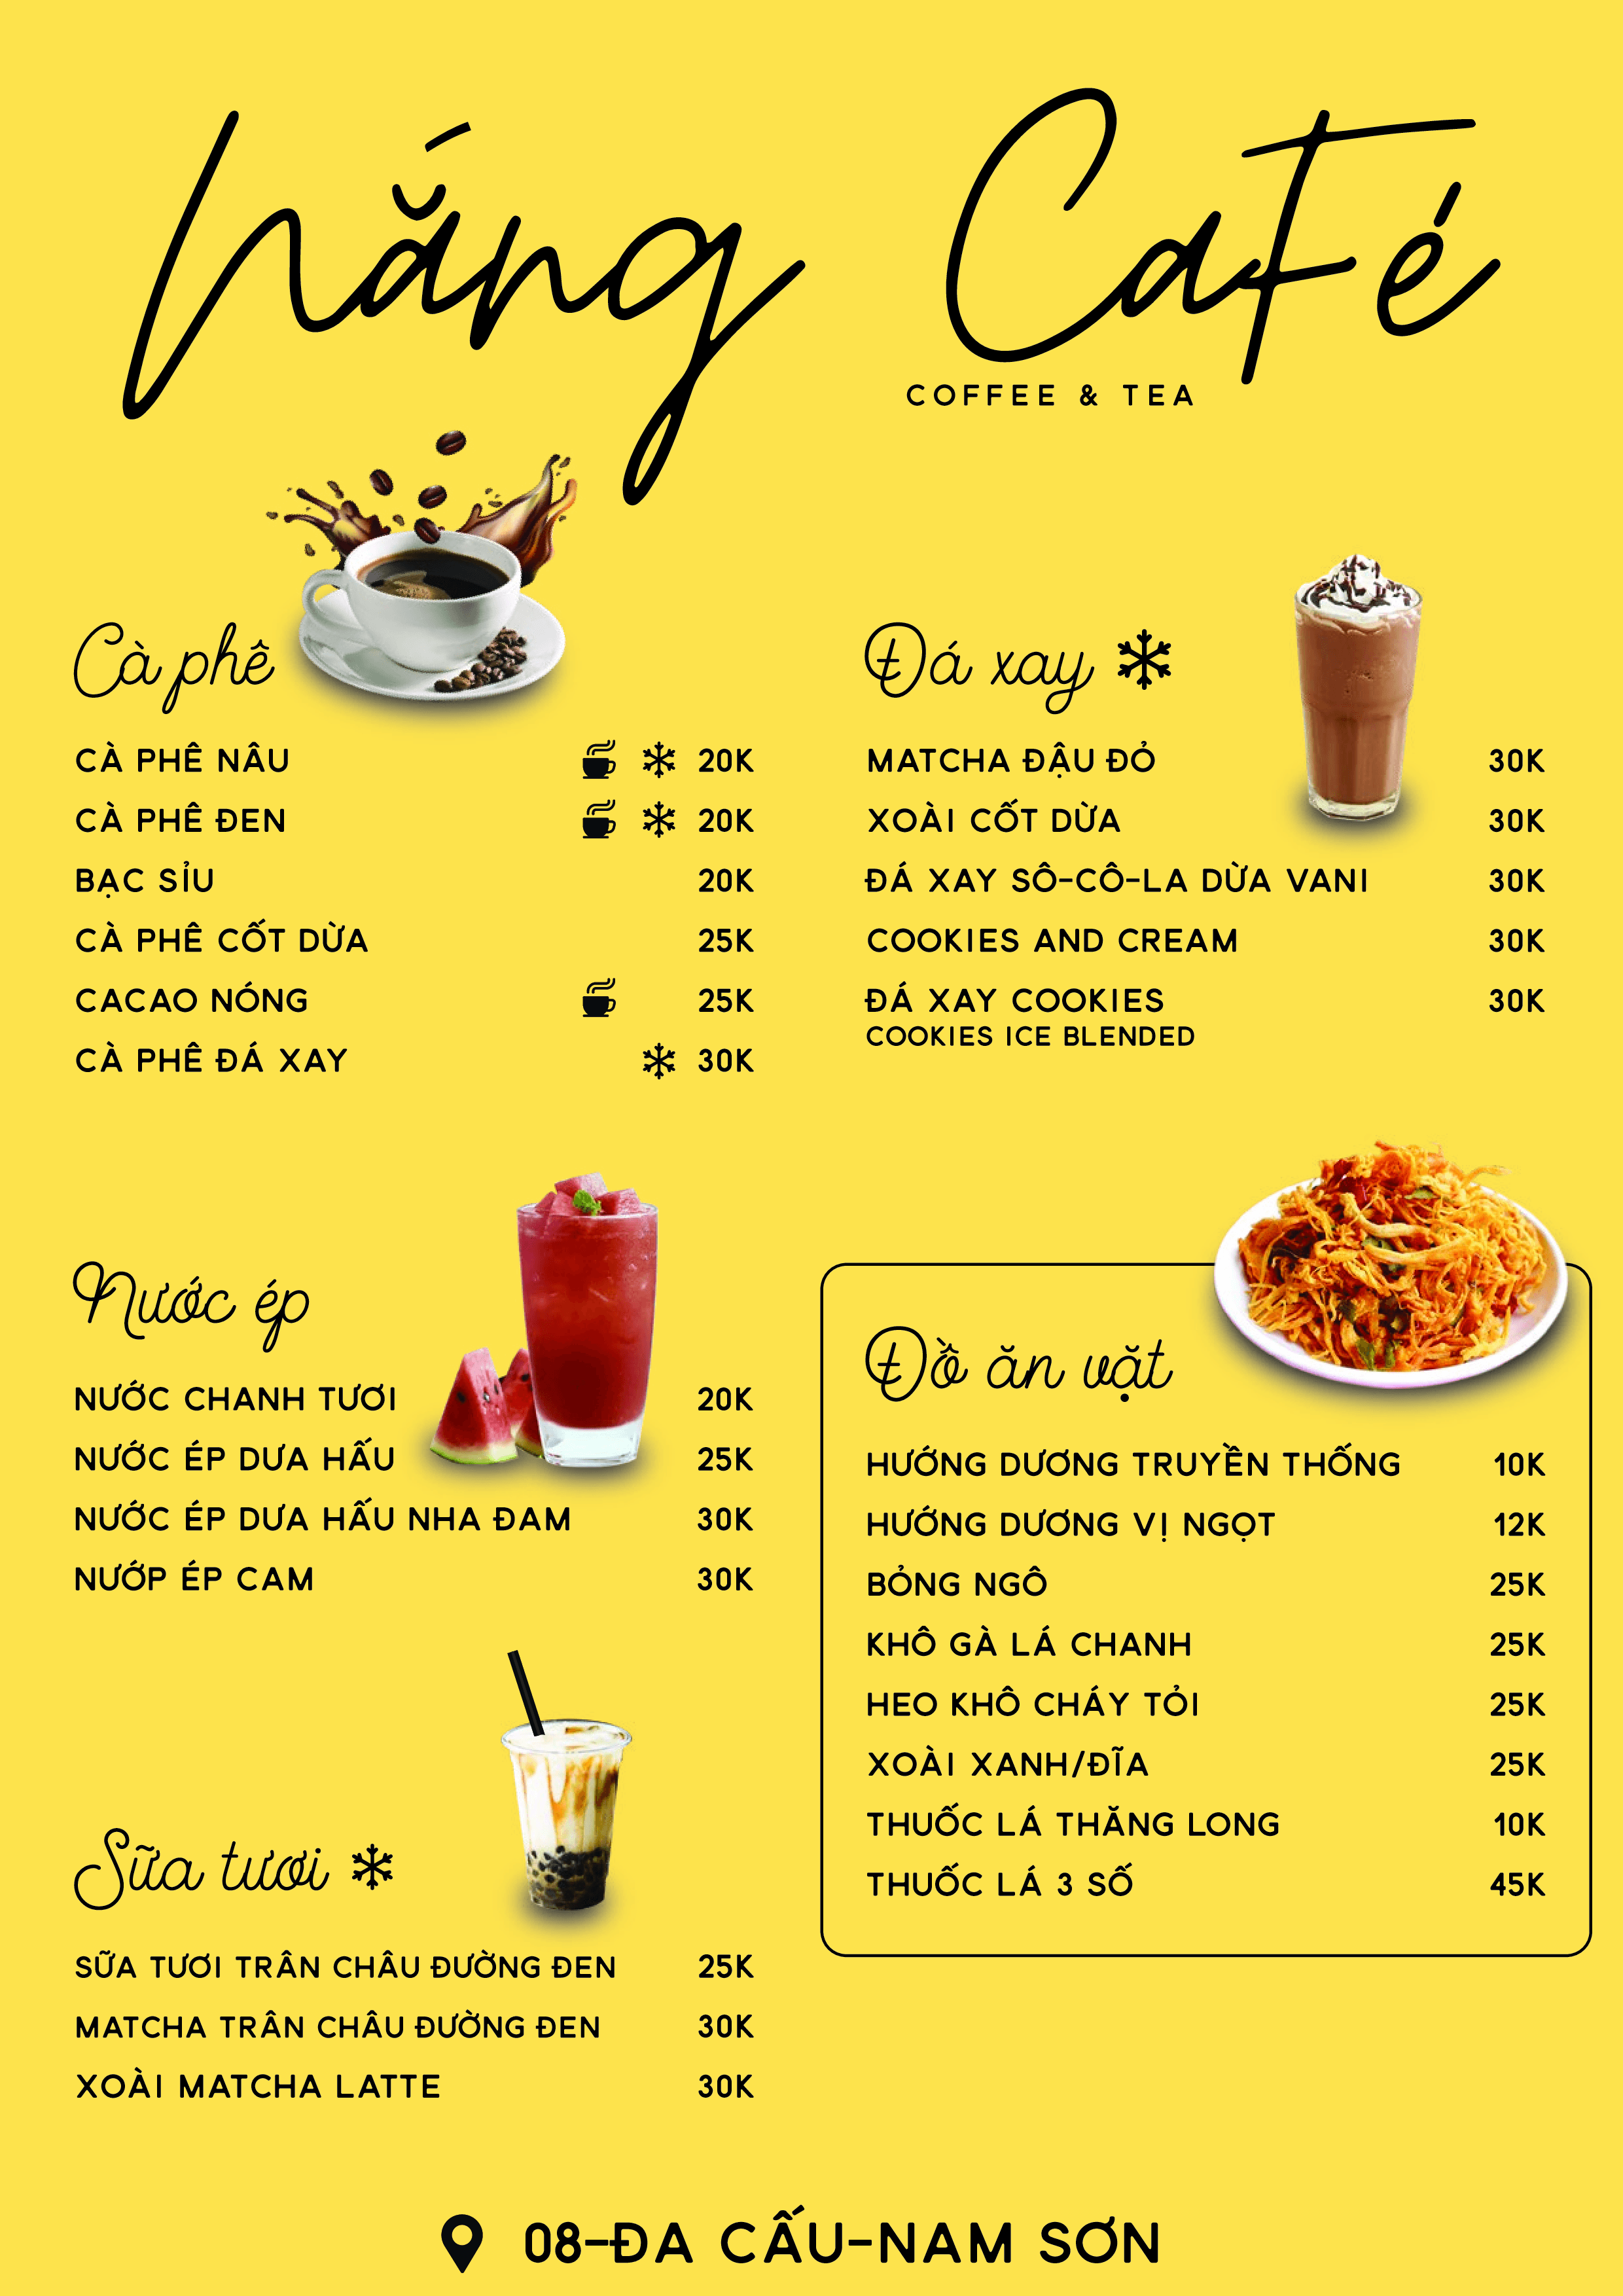 Nắng Café
COFFEE & TEA
Cà phê
CÀ PHÊ NÂU 20K
CÀ PHÊ ĐEN 20K
BẠC SỈU 20K
CÀ PHÊ CỐT DỪA 25K
CACAO NÓNG 25K
CÀ PHÊ ĐÁ XAY 30K
Nước ép
NƯỚC CHANH TƯƠI 20K
NƯỚC ÉP DƯA HẤU 25K
NƯỚC ÉP DƯA HẤU NHA ĐAM 30K
NƯỚP ÉP CAM 30K
Sữa tươi
SỮA TƯƠI TRÂN CHÂU ĐƯỜNG ĐEN 25K
MATCHA TRÂN CHÂU ĐƯỜNG ĐEN 30K
XOÀI MATCHA LATTE 30K
Đá xay
MATCHA ĐẬU ĐỎ 30K
XOÀI CỐT DỪA 30K
ĐÁ XAY SÔ-CÔ-LA DỪA VANI 30K
COOKIES AND CREAM 30K
ĐÁ XAY COOKIES 30K
COOKIES ICE BLENDED
Đồ ăn vặt
HƯỚNG DƯƠNG TRUYỀN THỐNG 10K
HƯỚNG DƯƠNG VỊ NGỌT 12K
BỎNG NGÔ 25K
KHÔ GÀ LÁ CHANH 25K
HEO KHÔ CHÁY TỎI 25K
XOÀI XANH/ĐĨA 25K
THUỐC LÁ THĂNG LONG 10K
THUỐC LÁ 3 SỐ 45K
08-ĐA CẤU-NAM SƠN